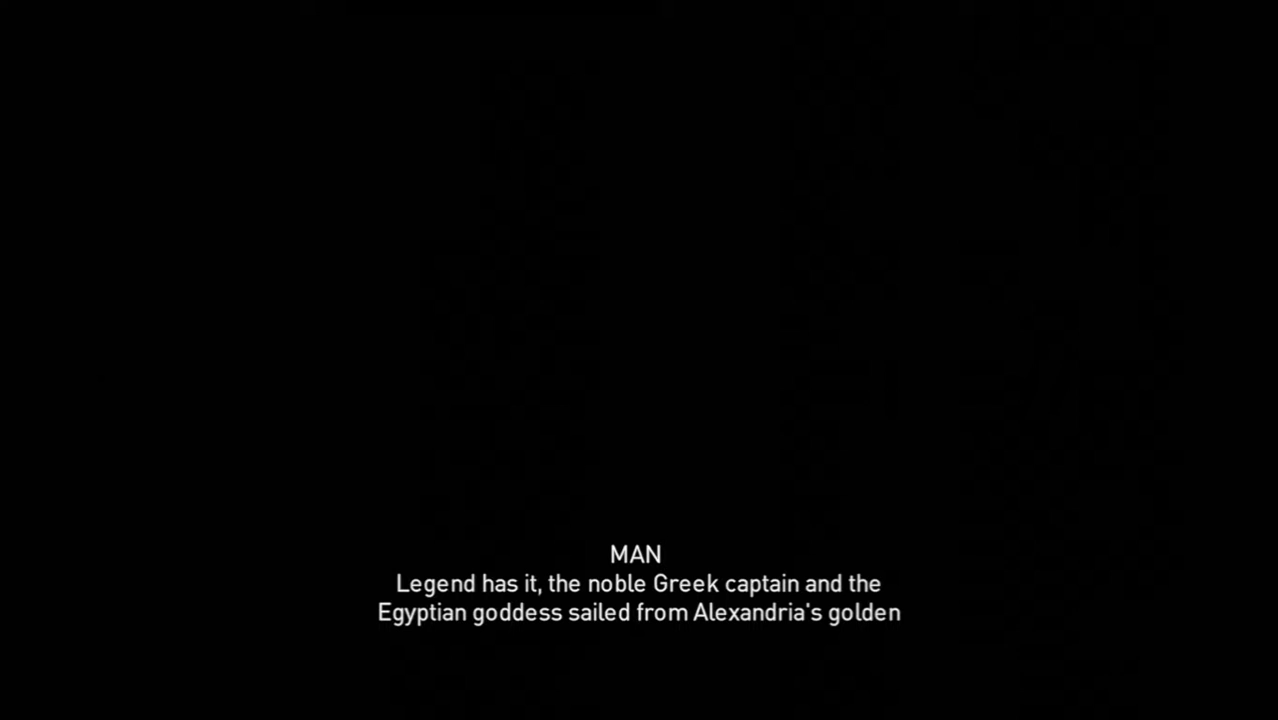 MAN
Legend has it, the noble Greek captain and the
Egyptian goddess sailed from Alexandria's golden